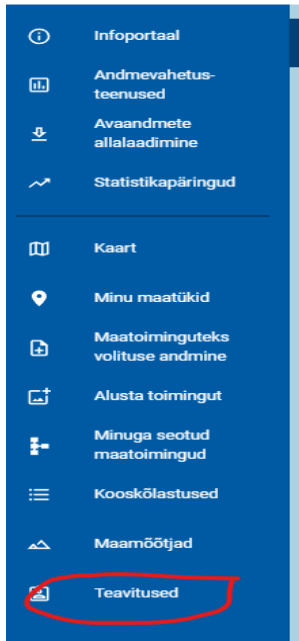 Infoportaal
Andmevahetus-
teenused
Avaandmete
allalaadimine
Statistikapäringud
Kaart
Minu maatükid
Maatoiminguteks
volituse andmine
Alusta toimingut
Minuga seotud
maatoimingud
Kooskõlastused
Maamõõtjad
Teavitused